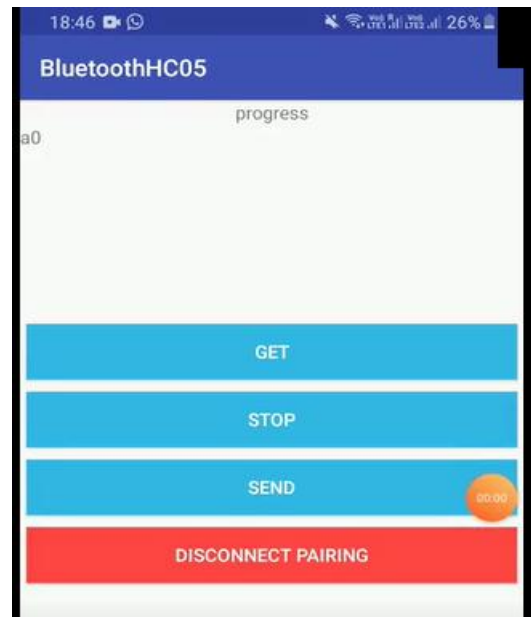 18:46 26%
BluetoothHC05
progress
a0
GET
STOP
SEND
00:00
DISCONNECT PAIRING